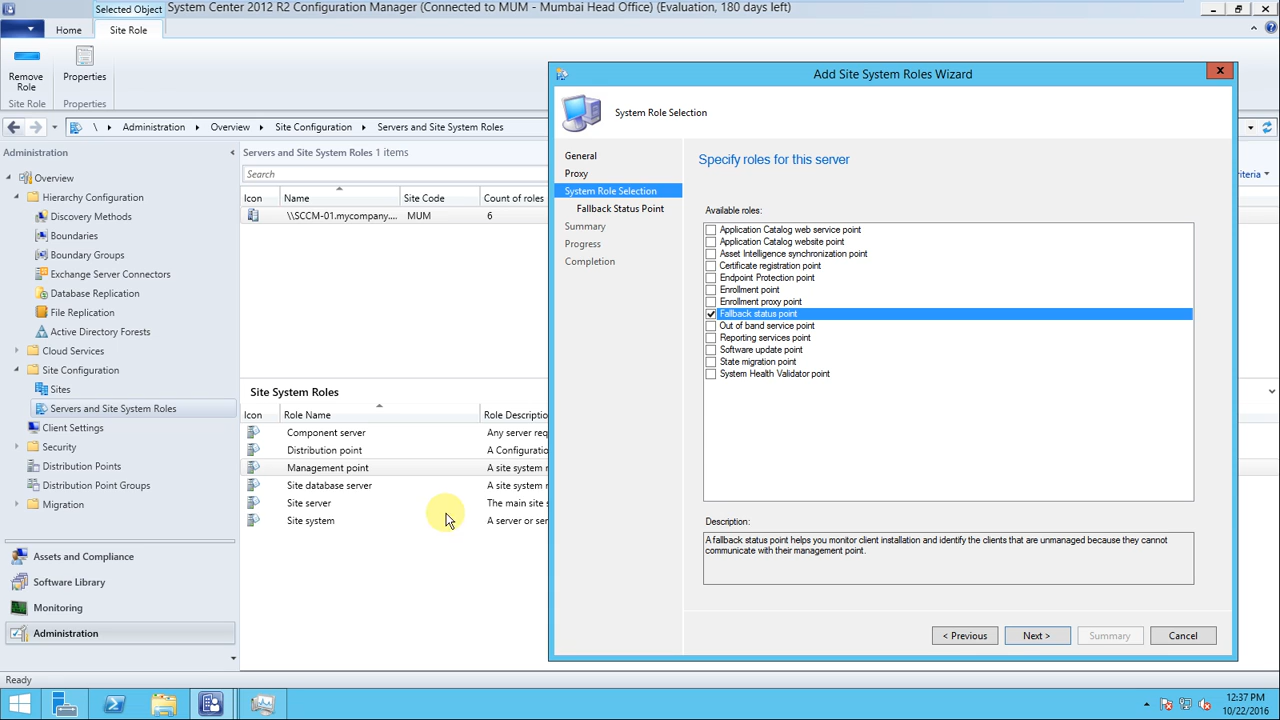 Selected Object
System Center 2012 R2 Configuration Manager (Connected to MUM - Mumbai Head Office) (Evaluation, 180 days left)
Home
Site Role
Remove Role
Properties
Site Role
Properties
\ Administration Overview Site Configuration Servers and Site System Roles
Administration
Overview
Hierarchy Configuration
Discovery Methods
Boundaries
Boundary Groups
Exchange Server Connectors
Database Replication
File Replication
Active Directory Forests
Cloud Services
Site Configuration
Sites
Servers and Site System Roles
Client Settings
Security
Distribution Points
Distribution Point Groups
Migration
Assets and Compliance
Software Library
Monitoring
Administration
Servers and Site System Roles 1 items
Search
Icon Name Site Code Count of roles
\\SCCM-01.mycompany.... MUM 6
Site System Roles
Icon Role Name Role Descriptio
Component server Any server req
Distribution point A Configuratio
Management point A site system r
Site database server A site system r
Site server The main site s
Site system A server or ser
Add Site System Roles Wizard
System Role Selection
General
Proxy
System Role Selection
Fallback Status Point
Summary
Progress
Completion
Specify roles for this server
Available roles:
Application Catalog web service point
Application Catalog website point
Asset Intelligence synchronization point
Certificate registration point
Endpoint Protection point
Enrollment point
Enrollment proxy point
Fallback status point
Out of band service point
Reporting services point
Software update point
State migration point
System Health Validator point
Description:
A fallback status point helps you monitor client installation and identify the clients that are unmanaged because they cannot
communicate with their management point.
< Previous
Next >
Summary
Cancel
riteria
Ready
12:37 PM
10/22/2016